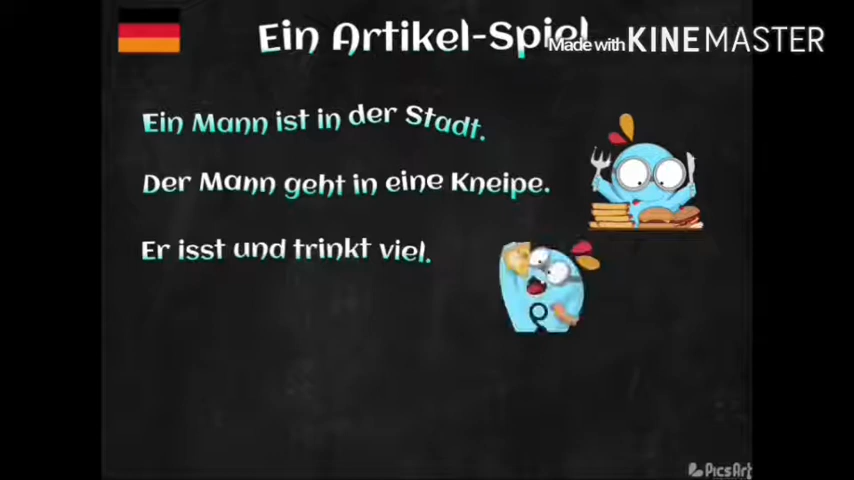 Ein Artikel-Spiel
Made with KINEMASTER
Ein Mann ist in der Stadt.
Der Mann geht in eine Kneipe.
Er isst und trinkt viel.
PicsArt